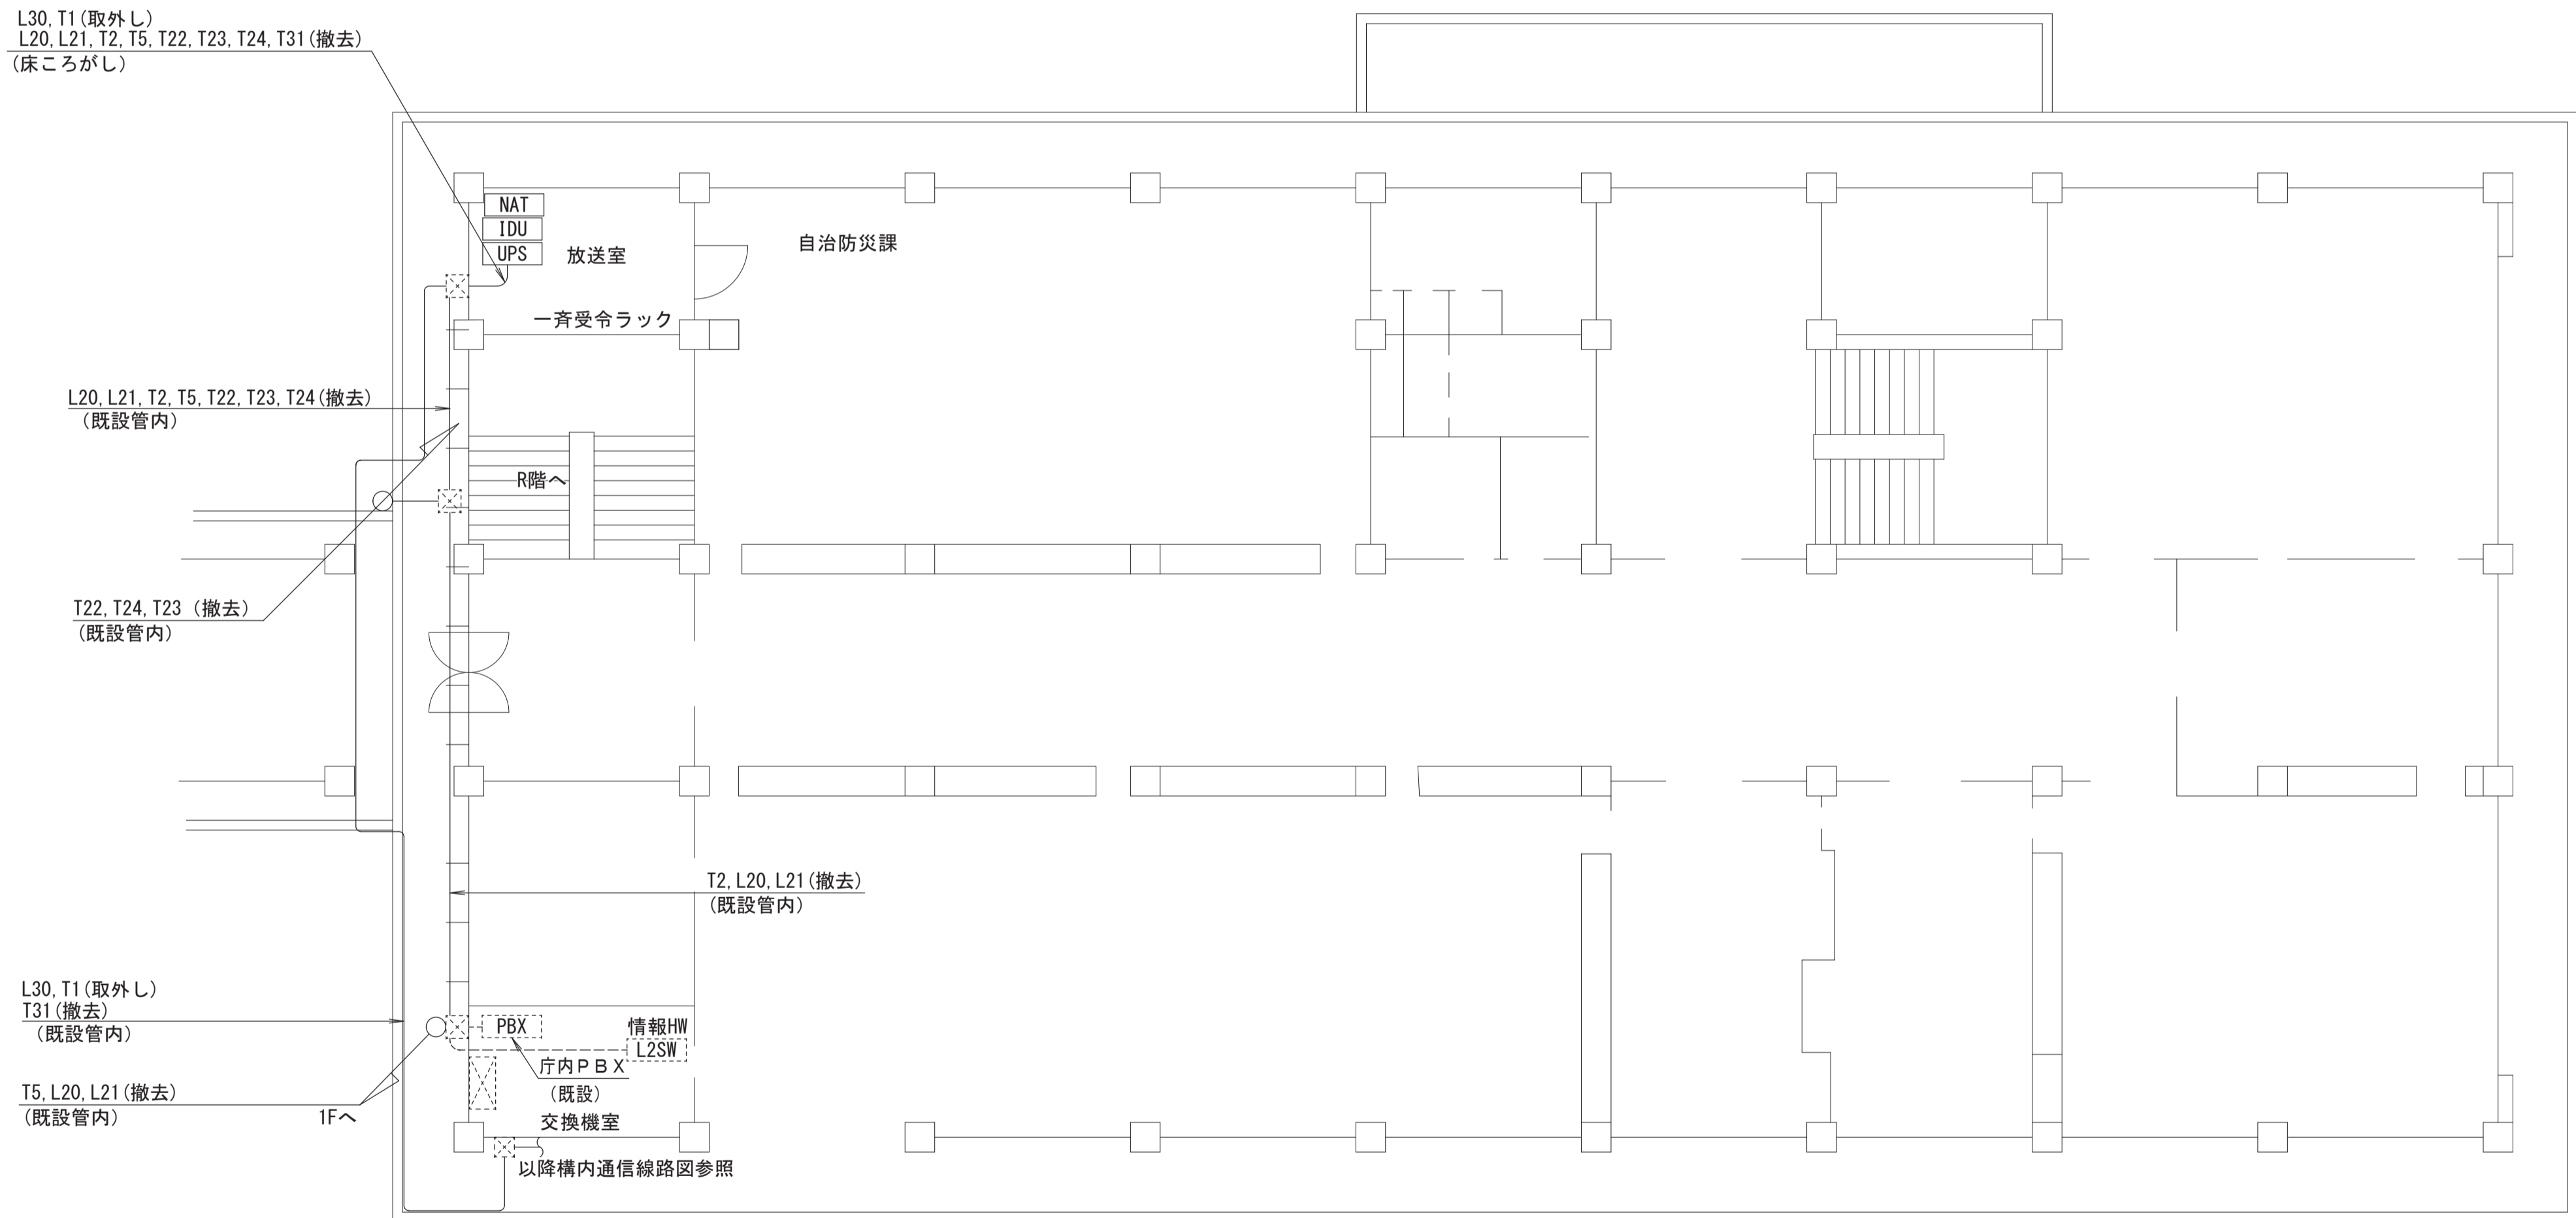 L30,T1(取外し)
L20,L21,T2,T5,T22,T23,T24,T31(撤去)
(床ころがし)
NAT
IDU
UPS
放送室
自治防災課
一斉受令ラック
L20,L21,T2,T5,T22,T23,T24(撤去)
(既設管内)
R階へ
T22,T24,T23 (撤去)
(既設管内)
T2,L20,L21(撤去)
(既設管内)
L30,T1(取外し)
T31(撤去)
(既設管内)
PBX
情報HW
L2SW
庁内ＰＢＸ
(既設)
T5,L20,L21(撤去)
(既設管内)
1Fへ
交換機室
以降構内通信線路図参照